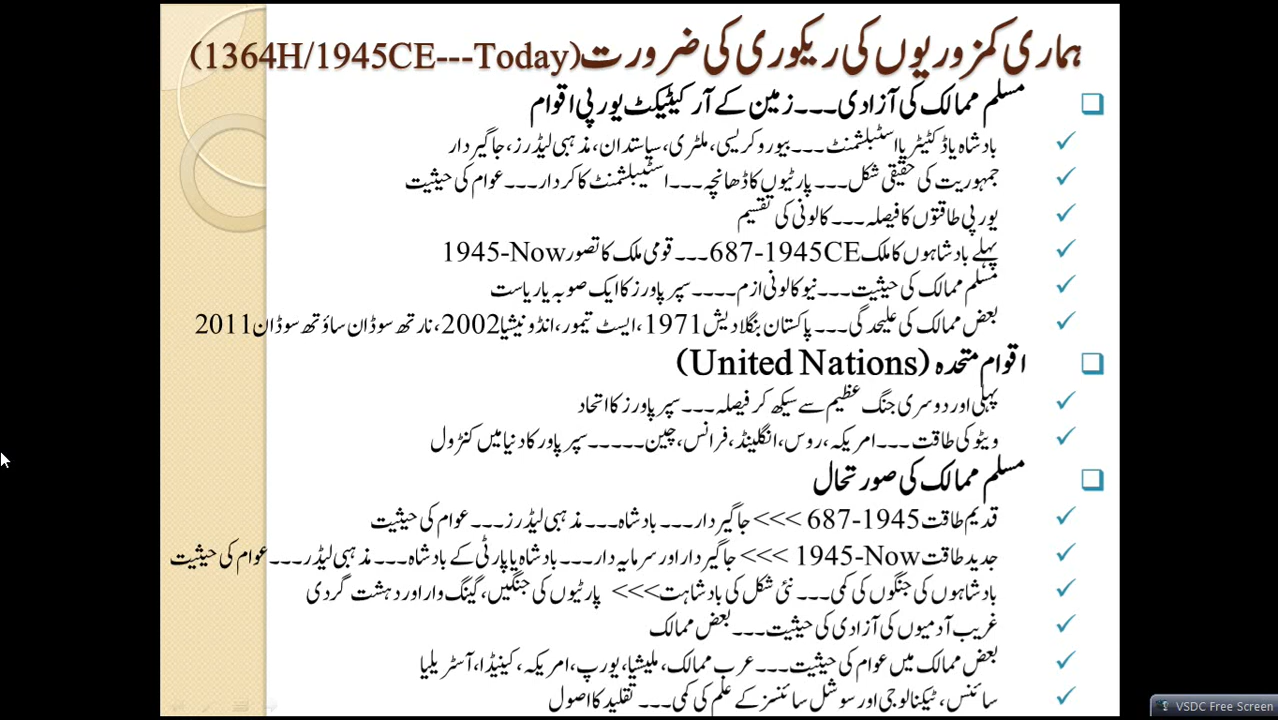 ہماری کمزوریوں کی ریکوری کی ضرورت (1364H/1945CE---Today)
مسلم ممالک کی آزادی۔۔۔ زمین کے آرکیٹیکٹ یورپی اقوام
بادشاہ یا ڈکٹیٹر یا اسٹبلشمنٹ۔۔۔ بیوروکریسی، ملٹری، سیاستدان، مذہبی لیڈرز، جاگیردار
جمہوریت کی حقیقی شکل۔۔۔ پارٹیوں کا ڈھانچہ۔۔۔ اسٹیبلشمنٹ کا کردار۔۔۔ عوام کی حیثیت
یورپی طاقتوں کا فیصلہ۔۔۔ کالونی کی تقسیم
پہلے بادشاہوں کا ملک 687-1945CE۔۔۔ قومی ملک کا تصور 1945-Now
مسلم ممالک کی حیثیت۔۔۔ نیو کالونی ازم۔۔۔۔ سپر پاورز کا ایک صوبہ یا ریاست
بعض ممالک کی علیحدگی۔۔۔ پاکستان بنگلا دیش 1971، ایسٹ تیمور، انڈونیشیا 2002، نارتھ سوڈان ساؤتھ سوڈان 2011
اقوام متحدہ (United Nations)
پہلی اور دوسری جنگ عظیم سے سیکھ کر فیصلہ۔۔۔ سپر پاورز کا اتحاد
ویٹو کی طاقت۔۔۔ امریکہ، روس، انگلینڈ، فرانس، چین۔۔۔۔۔ سپر پاور کا دنیا میں کنٹرول
مسلم ممالک کی صورتحال
قدیم طاقت 687-1945 >>> جاگیردار۔۔۔ بادشاہ۔۔۔ مذہبی لیڈرز۔۔۔ عوام کی حیثیت
جدید طاقت 1945-Now >>> جاگیردار اور سرمایہ دار۔۔۔ بادشاہ یا پارٹی کے بادشاہ۔۔۔ مذہبی لیڈر۔۔۔ عوام کی حیثیت
بادشاہوں کی جنگوں کی کمی۔۔۔ نئی شکل کی بادشاہت >>> پارٹیوں کی جنگیں، گینگ وار اور دہشت گردی
غریب آدمیوں کی آزادی کی حیثیت۔۔۔ بعض ممالک
بعض ممالک میں عوام کی حیثیت۔۔۔ عرب ممالک، ملیشیا، یورپ، امریکہ، کینیڈا، آسٹریلیا
سائنس، ٹیکنالوجی اور سوشل سائنسز کے علم کی کمی۔۔۔ تقلید کا اصول
VSDC Free Screen